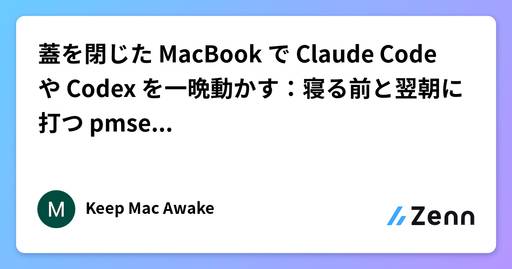 蓋を閉じた MacBook で Claude Code
や Codex を一晩動かす：寝る前と翌朝に
打つ pmse...
M
Keep Mac Awake
Zenn